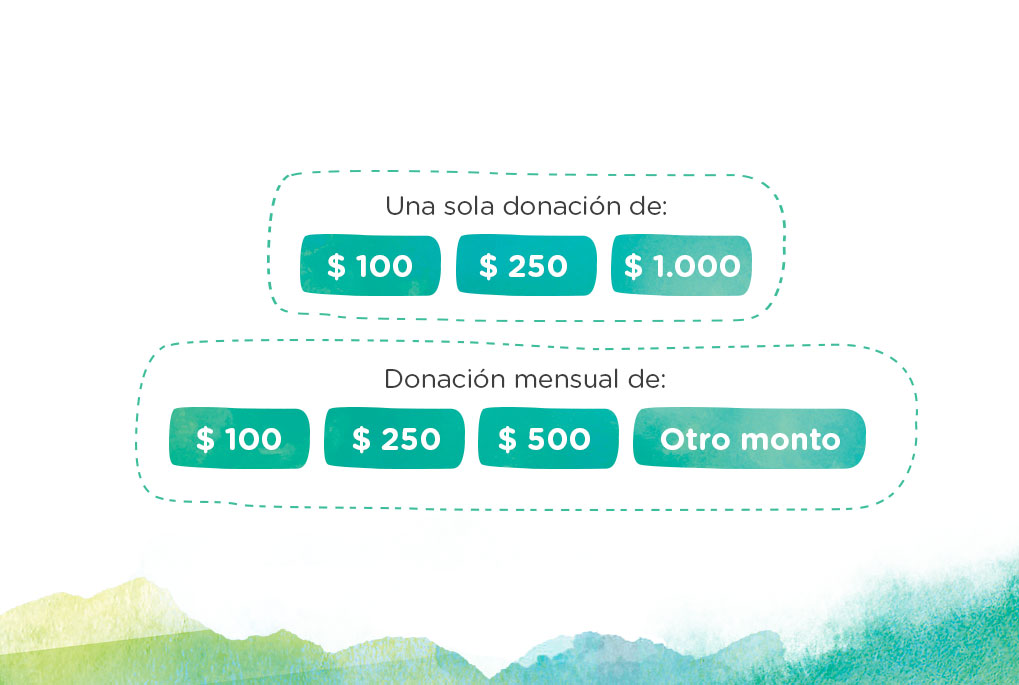 Una sola donación de:
$ 100 $ 250 $ 1.000
Donación mensual de:
$ 100 $ 250 $ 500 Otro monto